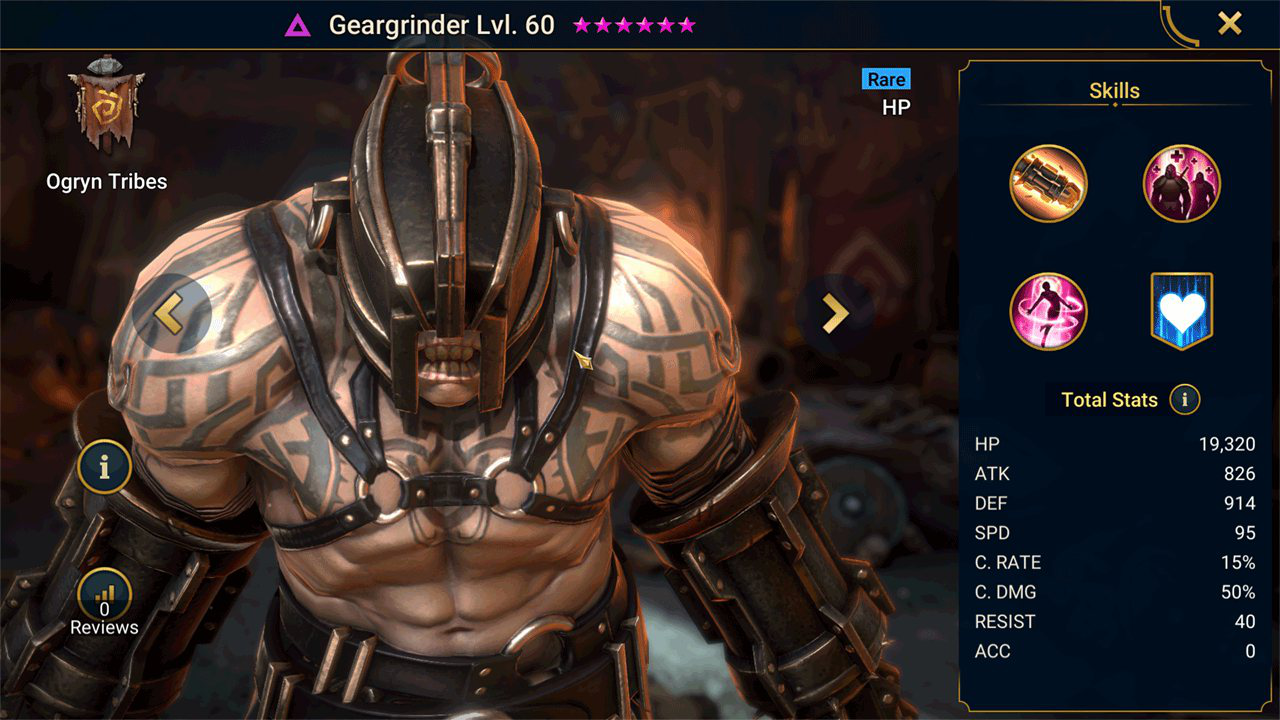 Geargrinder Lvl. 60
Rare
HP
Ogryn Tribes
0
Reviews
Skills
Total Stats
HP 19,320
ATK 826
DEF 914
SPD 95
C. RATE 15%
C. DMG 50%
RESIST 40
ACC 0